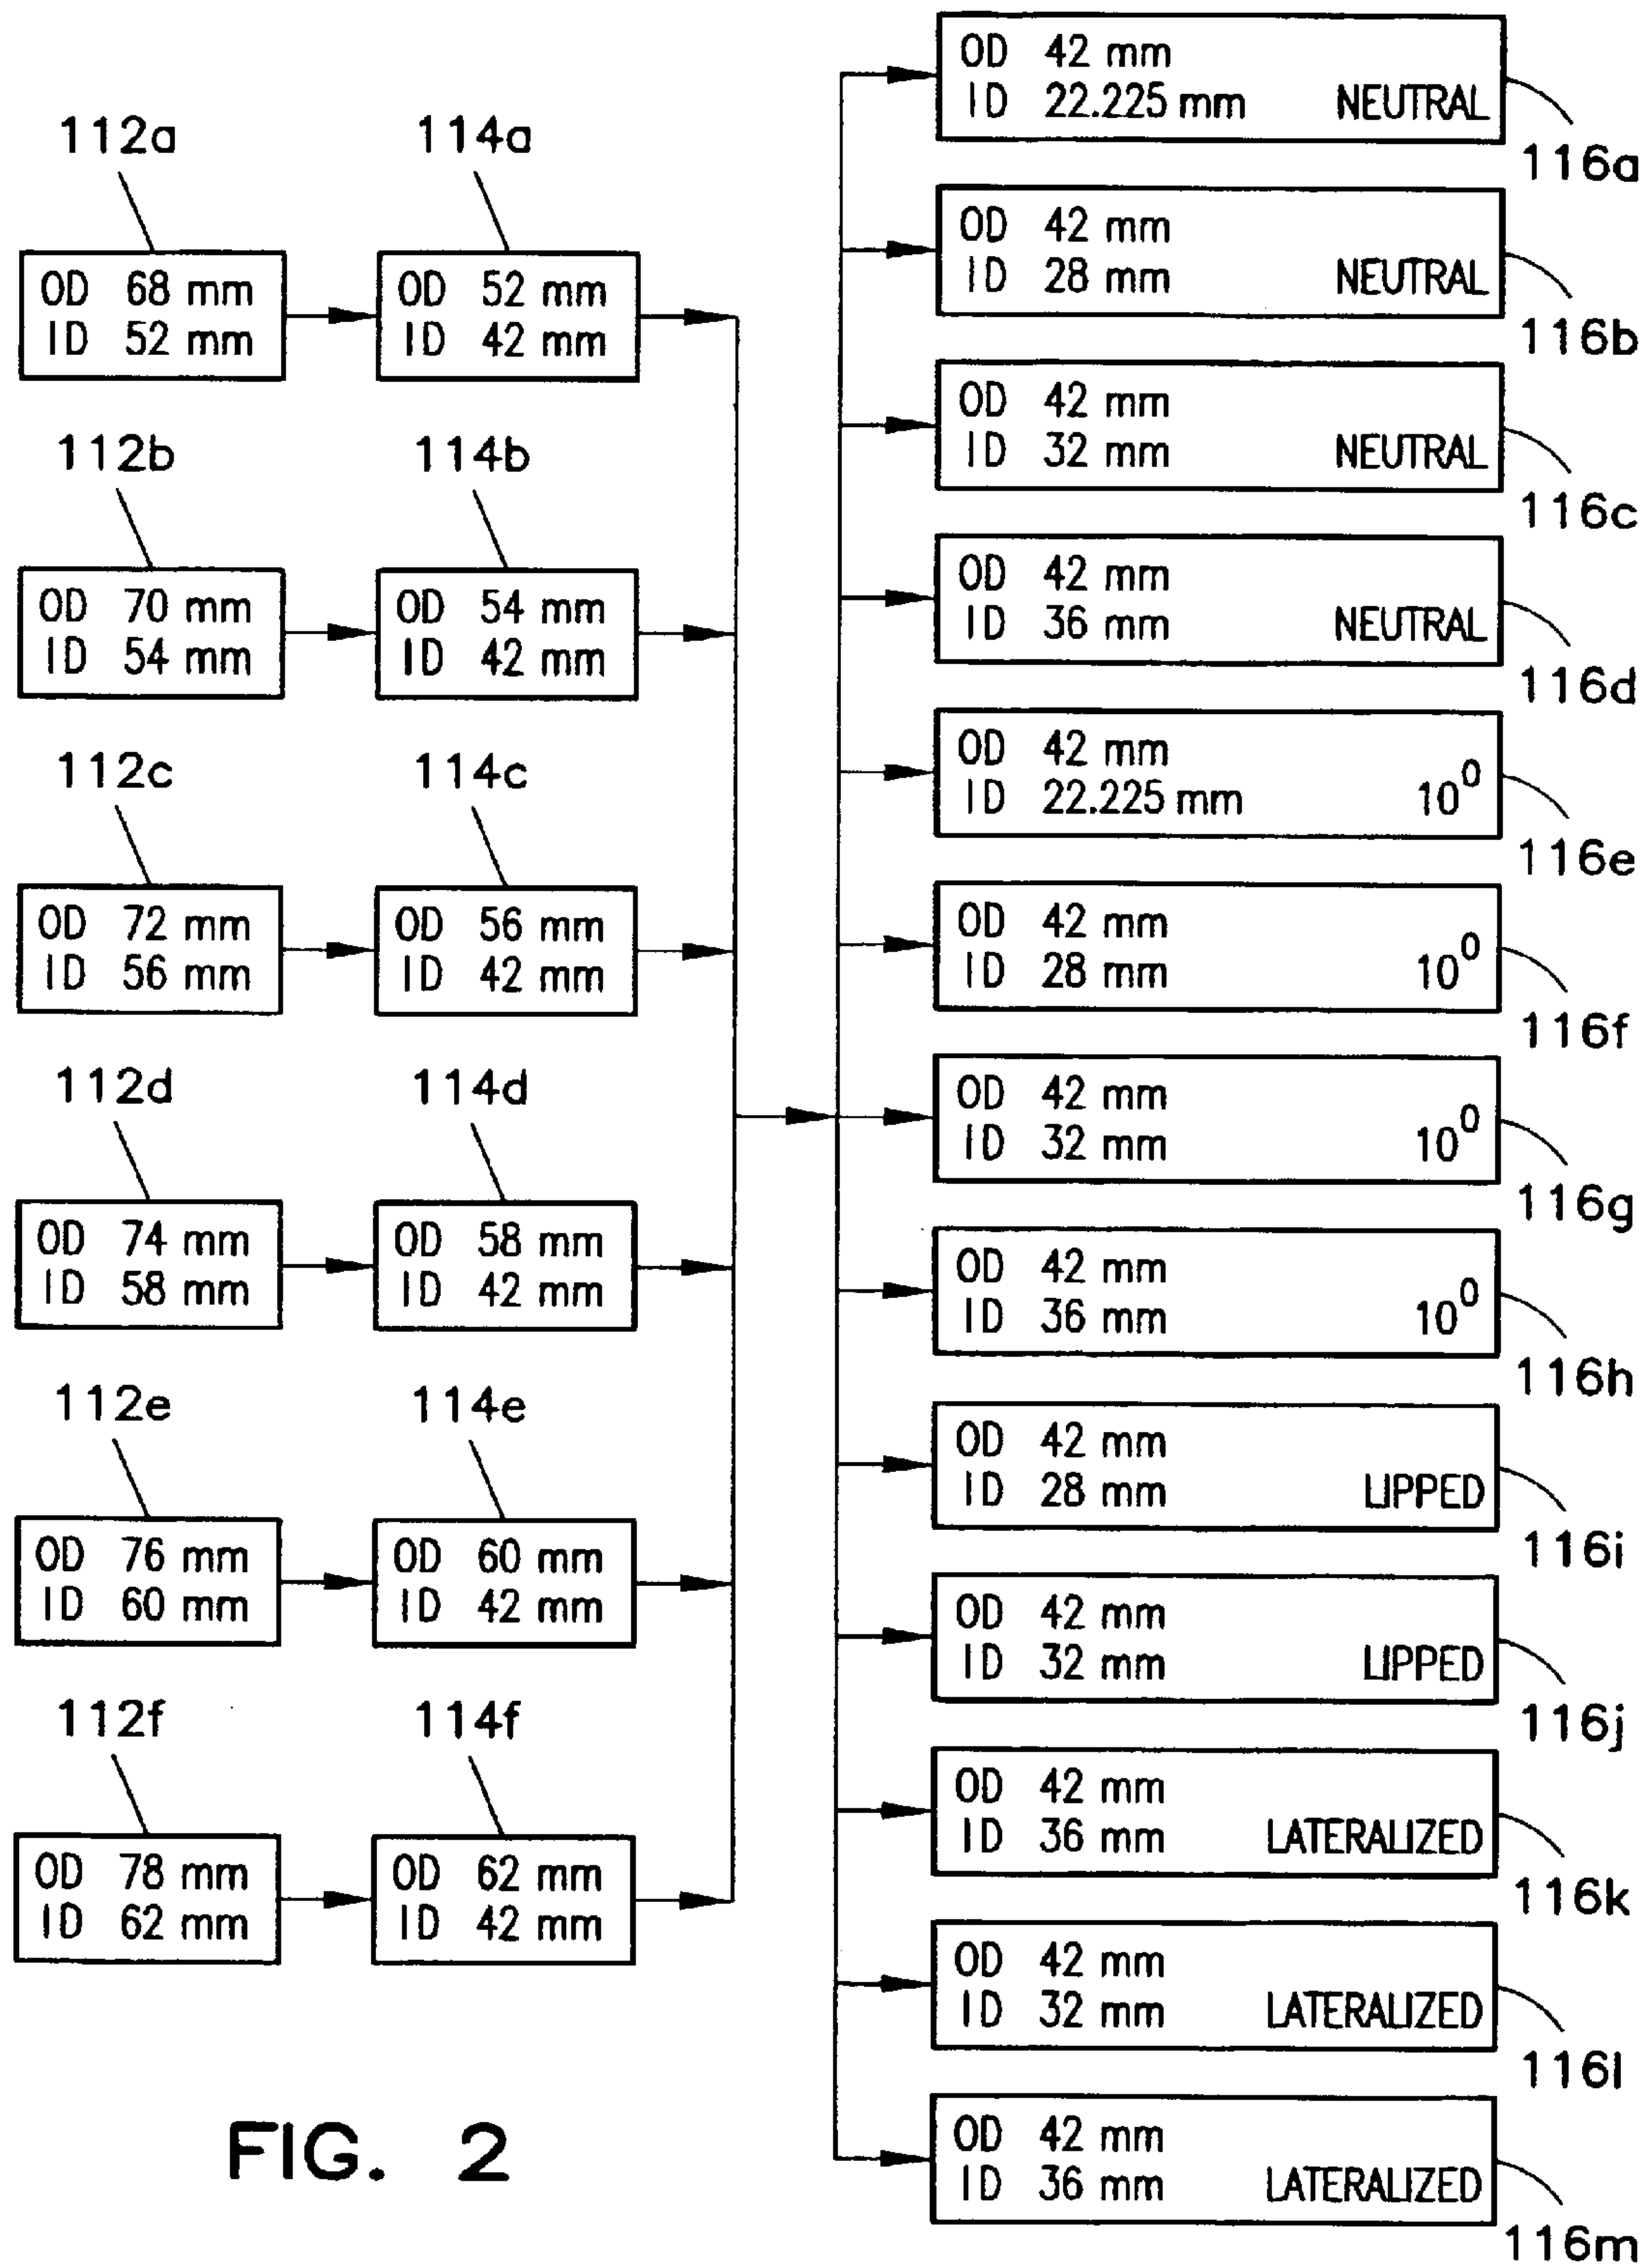 112a
114a
OD 68 mm
ID 52 mm
OD 52 mm
ID 42 mm
112b
114b
OD 70 mm
ID 54 mm
OD 54 mm
ID 42 mm
112c
114c
OD 72 mm
ID 56 mm
OD 56 mm
ID 42 mm
112d
114d
OD 74 mm
ID 58 mm
OD 58 mm
ID 42 mm
112e
114e
OD 76 mm
ID 60 mm
OD 60 mm
ID 42 mm
112f
114f
OD 78 mm
ID 62 mm
OD 62 mm
ID 42 mm
OD 42 mm
ID 22.225 mm NEUTRAL
116a
OD 42 mm
ID 28 mm NEUTRAL
116b
OD 42 mm
ID 32 mm NEUTRAL
116c
OD 42 mm
ID 36 mm NEUTRAL
116d
OD 42 mm
ID 22.225 mm 10⁰
116e
OD 42 mm
ID 28 mm 10⁰
116f
OD 42 mm
ID 32 mm 10⁰
116g
OD 42 mm
ID 36 mm 10⁰
116h
OD 42 mm
ID 28 mm LIPPED
116i
OD 42 mm
ID 32 mm LIPPED
116j
OD 42 mm
ID 36 mm LATERALIZED
116k
OD 42 mm
ID 32 mm LATERALIZED
116l
OD 42 mm
ID 36 mm LATERALIZED
116m
FIG. 2